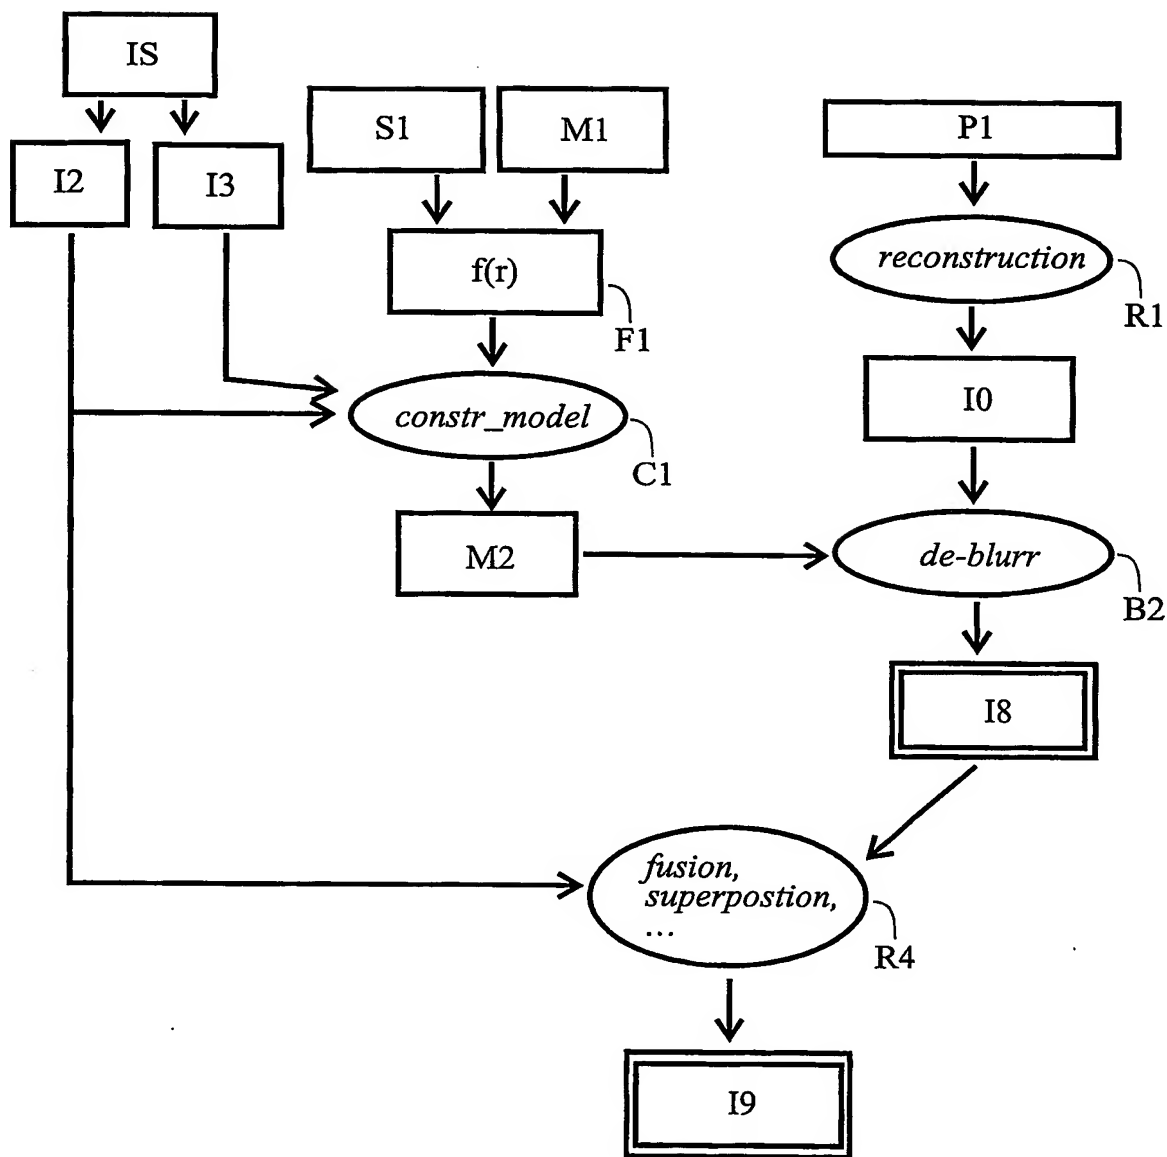 IS
S1
M1
P1
I2
I3
f(r)
F1
reconstruction
R1
constr_model
C1
I0
M2
de-blurr
B2
I8
fusion,
superpostion,
...
R4
I9